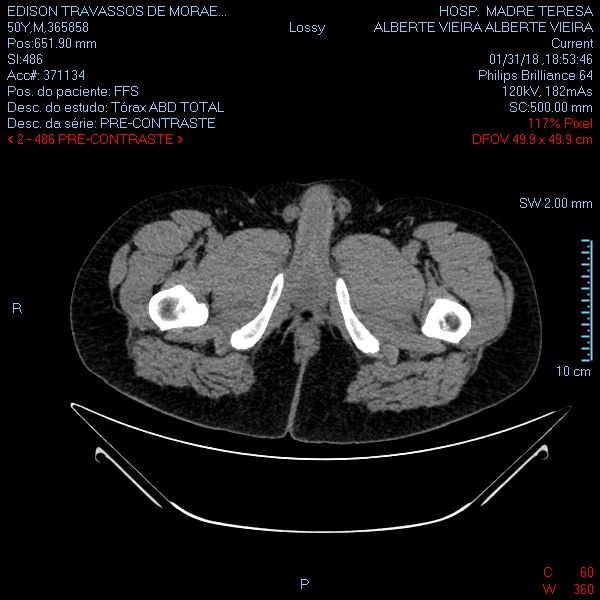 EDISON TRAVASSOS DE MORAE...
50Y,M,365858
Pos:651.90 mm
SI:486
Acc#: 371134
Pos. do paciente: FFS
Desc. do estudo: Tórax ABD TOTAL
Desc. da série: PRE-CONTRASTE
< 2 - 486 PRE-CONTRASTE >
Lossy
HOSP. MADRE TERESA
ALBERTE VIEIRA ALBERTE VIEIRA
Current
01/31/18 ,18:53:46
Philips Brilliance 64
120kV, 182mAs
SC:500.00 mm
117% Pixel
DFOV 49.9 x 49.9 cm
SW 2.00 mm
R
10 cm
P
C 60
W 360